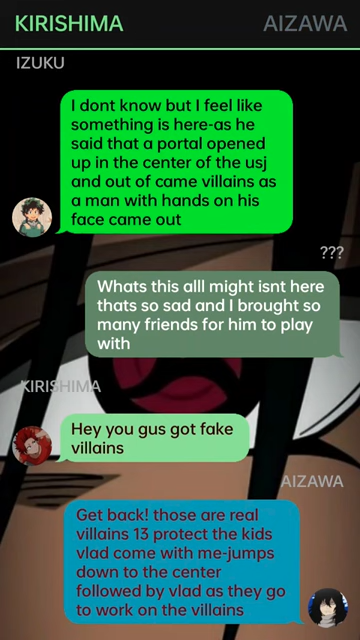 KIRISHIMA AIZAWA
IZUKU
I dont know but I feel like
something is here-as he
said that a portal opened
up in the center of the usj
and out of came villains as
a man with hands on his
face came out
???
Whats this alll might isnt here
thats so sad and I brought so
many friends for him to play
with
KIRISHIMA
Hey you gus got fake
villains
AIZAWA
Get back! those are real
villains 13 protect the kids
vlad come with me-jumps
down to the center
followed by vlad as they go
to work on the villains